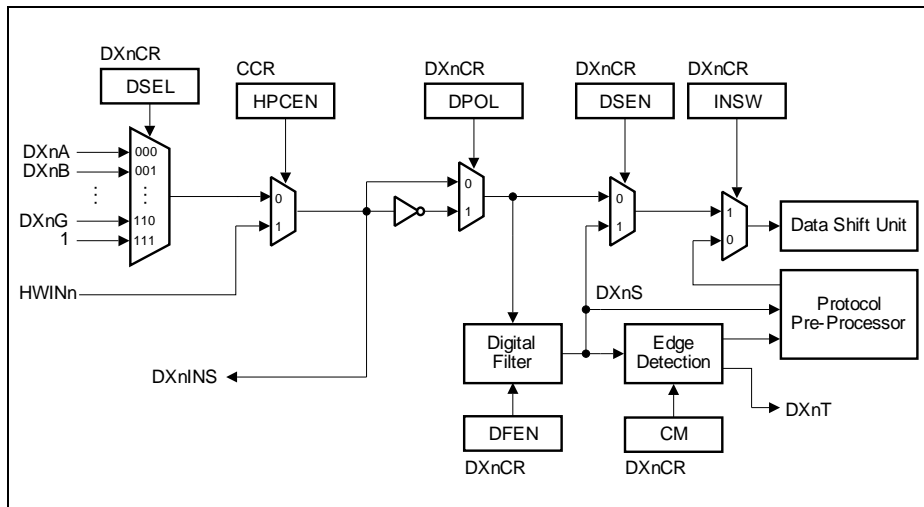 DXnCR
CCR
DXnCR
DXnCR
DXnCR
DSEL
HPCEN
DPOL
DSEN
INSW
DXnA
000
DXnB
001
0
0
0
1
DXnG
110
1
1
1
0
Data Shift Unit
1
111
HWINn
DXnS
Protocol
Pre-Processor
Digital
Filter
Edge
Detection
DXnINS
DXnT
DFEN
CM
DXnCR
DXnCR